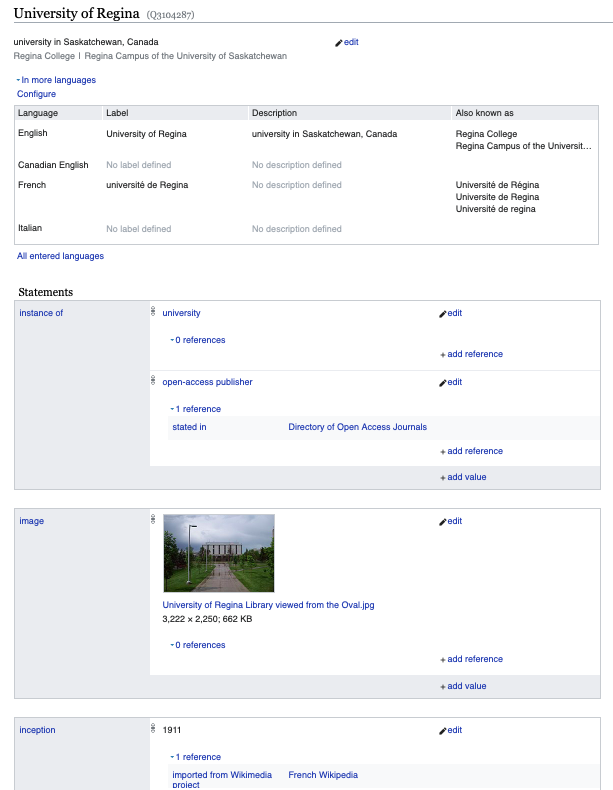 University of Regina (Q3104287)
university in Saskatchewan, Canada edit
Regina College | Regina Campus of the University of Saskatchewan
In more languages
Configure
Language Label Description Also known as
English University of Regina university in Saskatchewan, Canada Regina College
Regina Campus of the Universit...
Canadian English No label defined No description defined
French université de Regina No description defined Université de Régina
Universite de Regina
Université de regina
Italian No label defined No description defined
All entered languages
Statements
instance of university edit
0 references
+ add reference
open-access publisher edit
1 reference
stated in Directory of Open Access Journals
+ add reference
+ add value
image edit
University of Regina Library viewed from the Oval.jpg
3,222 × 2,250; 662 KB
0 references
+ add reference
+ add value
inception 1911 edit
1 reference
imported from Wikimedia French Wikipedia
project